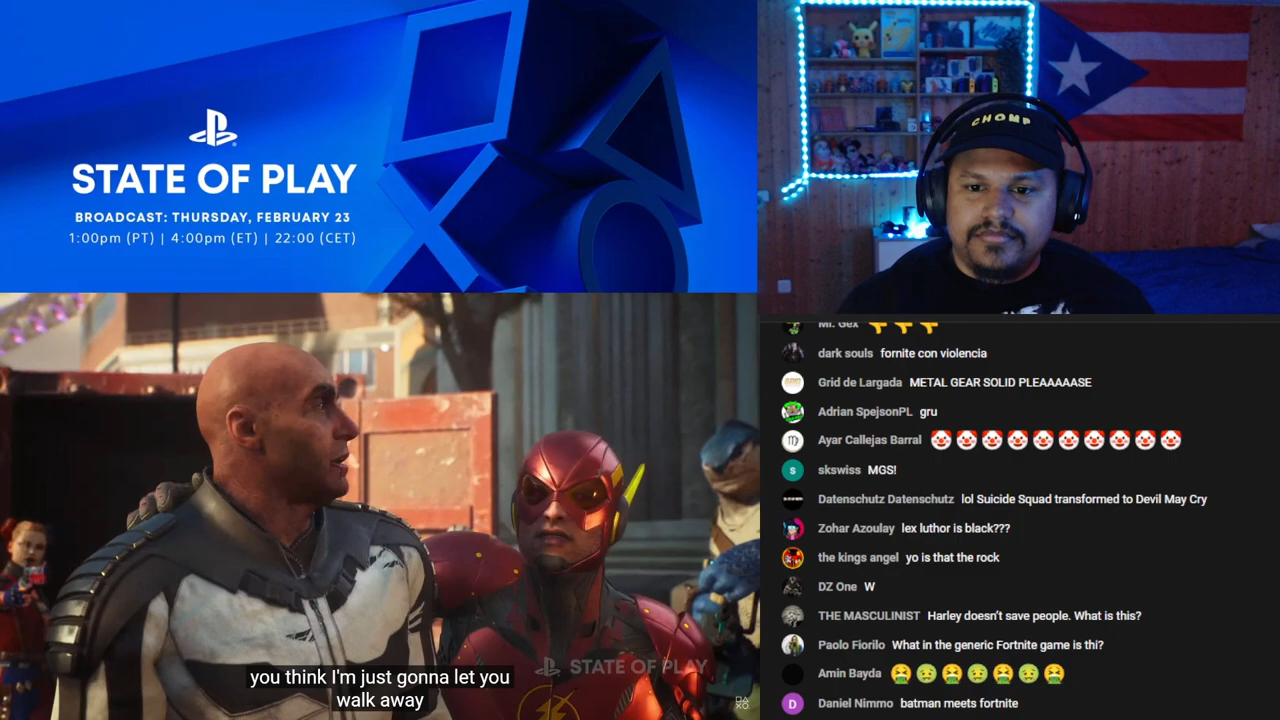 STATE OF PLAY
BROADCAST: THURSDAY, FEBRUARY 23
1:00pm (PT) | 4:00pm (ET) | 22:00 (CET)
CHOMP
Mr. Gex
dark souls fornite con violencia
Grid de Largada METAL GEAR SOLID PLEAAAAASE
Adrian SpejsonPL gru
Ayar Callejas Barral 🤡🤡🤡🤡🤡🤡🤡🤡🤡🤡
S skswiss MGS!
Datenschutz Datenschutz lol Suicide Squad transformed to Devil May Cry
Zohar Azoulay lex luthor is black???
the kings angel yo is that the rock
DZ One W
THE MASCULINIST Harley doesn't save people. What is this?
Paolo Fiorilo What in the generic Fortnite game is thi?
Amin Bayda 🤮🤢🤮🤢🤮🤢🤮
D Daniel Nimmo batman meets fortnite
STATE OF PLAY
you think I'm just gonna let you
walk away